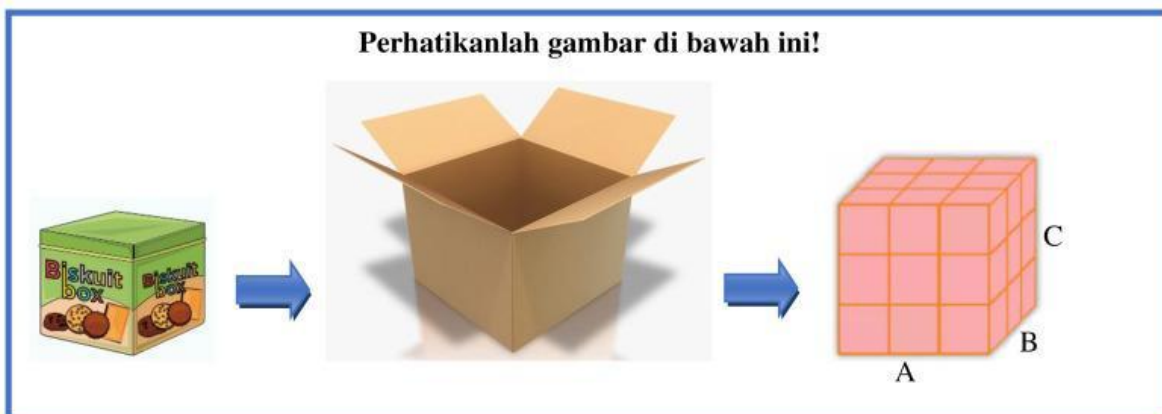 Perhatikanlah gambar di bawah ini!
Biskuit
box
Biskuit
box
C
B
A